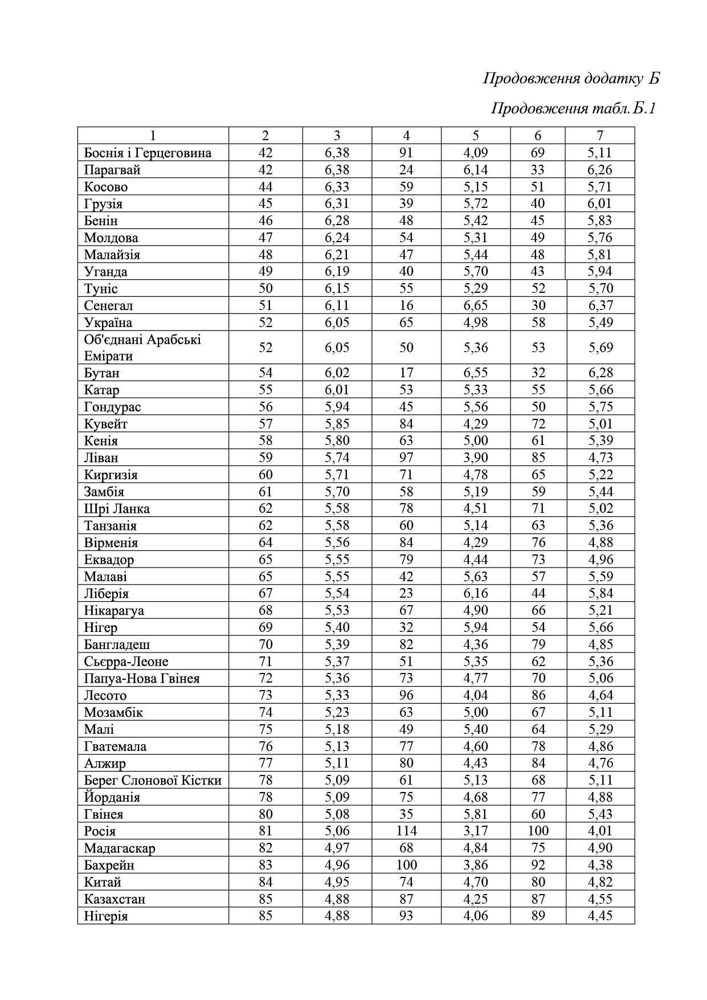 Продовження додатку Б
Продовження табл. Б.1
1 2 3 4 5 6 7
Боснія і Герцеговина 42 6,38 91 4,09 69 5,11
Парагвай 42 6,38 24 6,14 33 6,26
Косово 44 6,33 59 5,15 51 5,71
Грузія 45 6,31 39 5,72 40 6,01
Бенін 46 6,28 48 5,42 45 5,83
Молдова 47 6,24 54 5,31 49 5,76
Малайзія 48 6,21 47 5,44 48 5,81
Уганда 49 6,19 40 5,70 43 5,94
Туніс 50 6,15 55 5,29 52 5,70
Сенегал 51 6,11 16 6,65 30 6,37
Україна 52 6,05 65 4,98 58 5,49
Об'єднані Арабські
Емірати 52 6,05 50 5,36 53 5,69
Бутан 54 6,02 17 6,55 32 6,28
Катар 55 6,01 53 5,33 55 5,66
Гондурас 56 5,94 45 5,56 50 5,75
Кувейт 57 5,85 84 4,29 72 5,01
Кенія 58 5,80 63 5,00 61 5,39
Ліван 59 5,74 97 3,90 85 4,73
Киргизія 60 5,71 71 4,78 65 5,22
Замбія 61 5,70 58 5,19 59 5,44
Шрі Ланка 62 5,58 78 4,51 71 5,02
Танзанія 62 5,58 60 5,14 63 5,36
Вірменія 64 5,56 84 4,29 76 4,88
Еквадор 65 5,55 79 4,44 73 4,96
Малаві 65 5,55 42 5,63 57 5,59
Ліберія 67 5,54 23 6,16 44 5,84
Нікарагуа 68 5,53 67 4,90 66 5,21
Нігер 69 5,40 32 5,94 54 5,66
Бангладеш 70 5,39 82 4,36 79 4,85
Сьєрра-Леоне 71 5,37 51 5,35 62 5,36
Папуа-Нова Гвінея 72 5,36 73 4,77 70 5,06
Лесото 73 5,33 96 4,04 86 4,64
Мозамбік 74 5,23 63 5,00 67 5,11
Малі 75 5,18 49 5,40 64 5,29
Гватемала 76 5,13 77 4,60 78 4,86
Алжир 77 5,11 80 4,43 84 4,76
Берег Слонової Кістки 78 5,09 61 5,13 68 5,11
Йорданія 78 5,09 75 4,68 77 4,88
Гвінея 80 5,08 35 5,81 60 5,43
Росія 81 5,06 114 3,17 100 4,01
Мадагаскар 82 4,97 68 4,84 75 4,90
Бахрейн 83 4,96 100 3,86 92 4,38
Китай 84 4,95 74 4,70 80 4,82
Казахстан 85 4,88 87 4,25 87 4,55
Нігерія 85 4,88 93 4,06 89 4,45